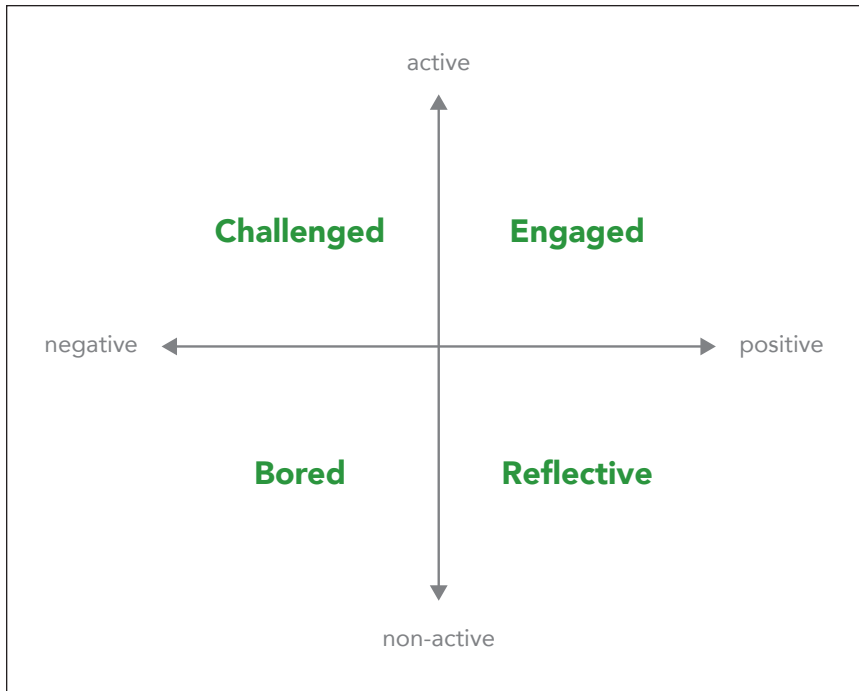 active
Challenged Engaged
negative positive
Bored Reflective
non-active